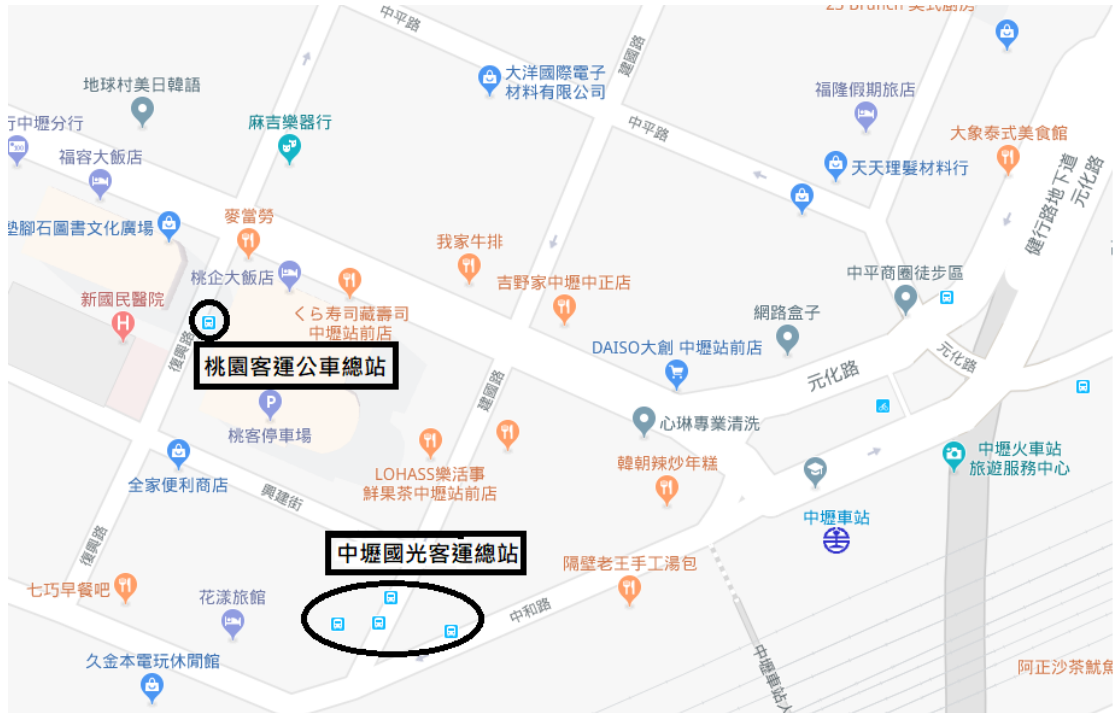 中平路
建國路
大洋國際電子
材料有限公司
地球村美日韓語
福隆假期旅店
行中壢分行
麻吉樂器行
中平路
大象泰式美食館
福容大飯店
天天理髮材料行
健行路地下道
元化路
墊腳石圖書文化廣場
麥當勞
我家牛排
桃企大飯店
吉野家中壢中正店
中平商圈徒步區
新國民醫院
くら寿司藏壽司
中壢站前店
網路盒子
復興路
桃園客運公車總站
DAISO大創 中壢站前店
元化路
元化路
建國路
P
桃客停車場
心琳專業清洗
LOHASS樂活事
鮮果茶中壢站前店
韓朝辣炒年糕
中壢火車站
旅遊服務中心
全家便利商店
興建街
中壢車站
復興路
中壢國光客運總站
隔壁老王手工湯包
七巧早餐吧
花漾旅館
中和路
久金本電玩休閒館
中壢車站
阿正沙茶魷魚
H